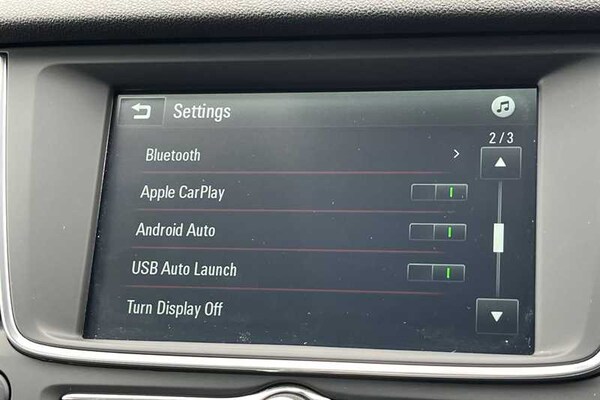 Settings
2/3
Bluetooth
Apple CarPlay
Android Auto
USB Auto Launch
Turn Display Off